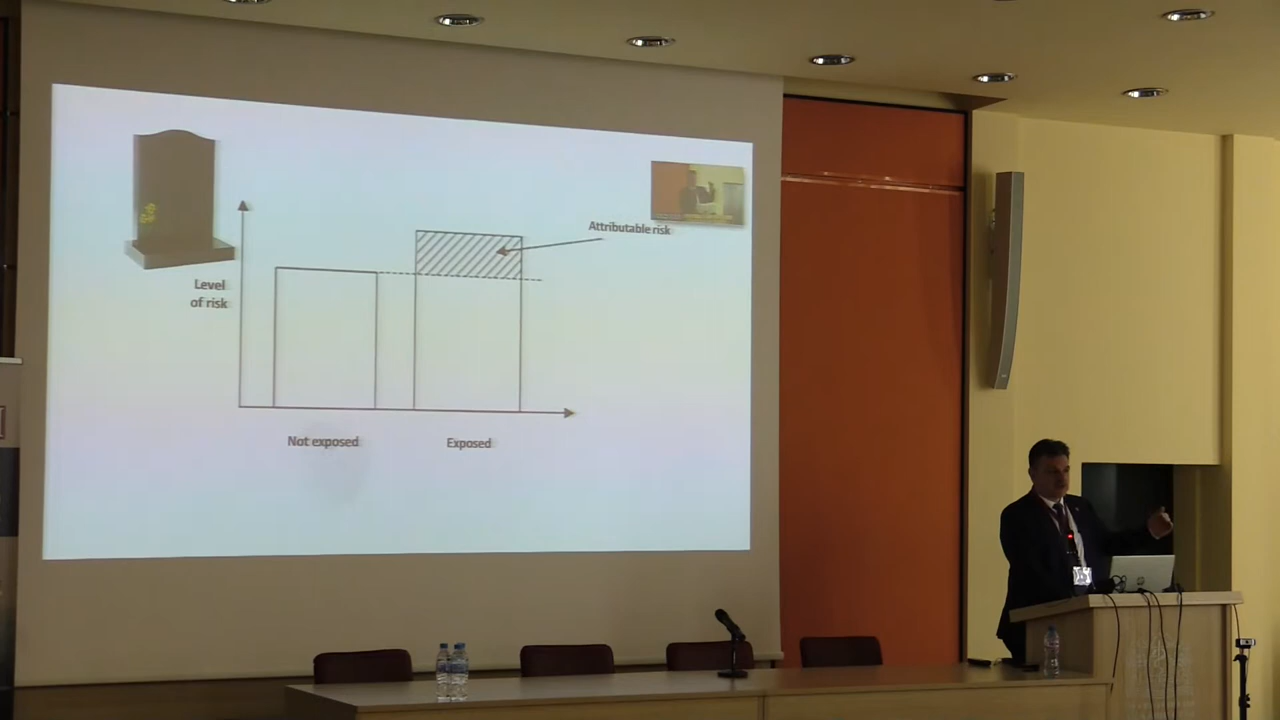 Attributable risk
Level
of risk
Not exposed
Exposed